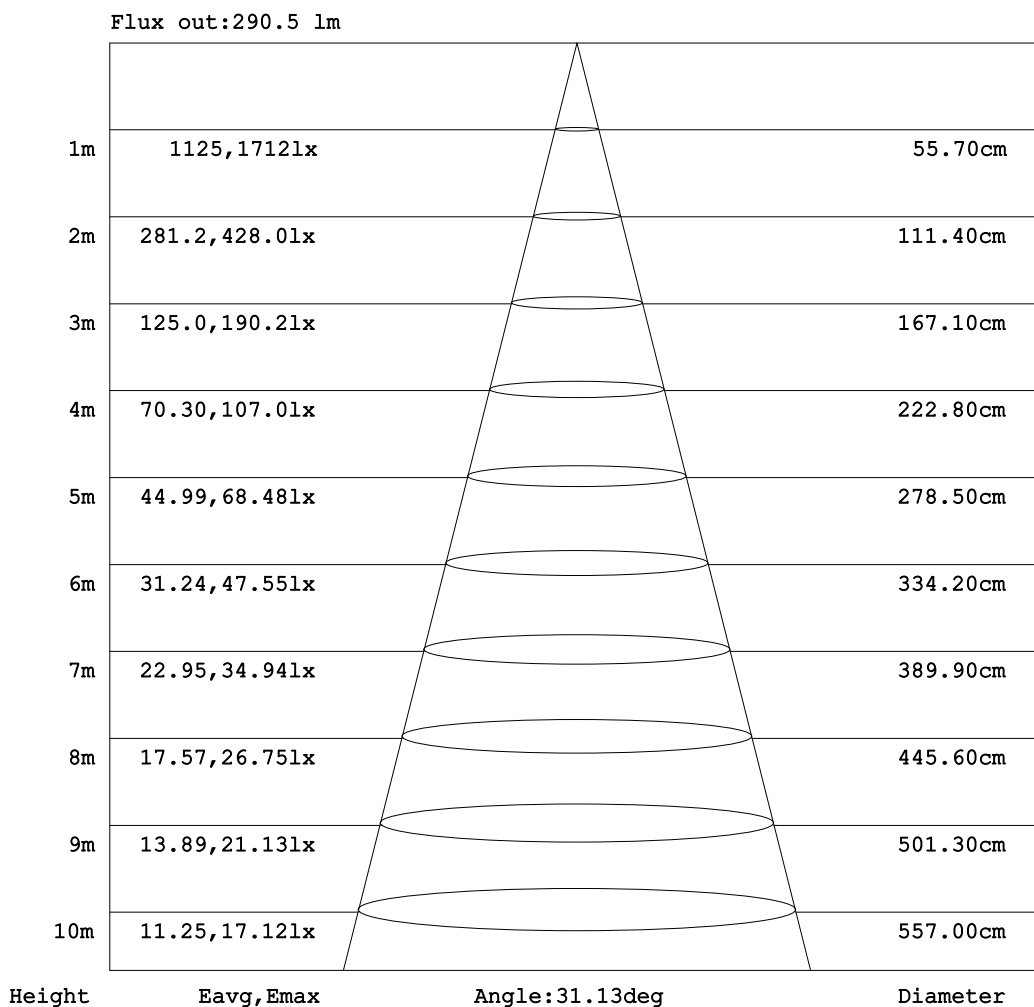 Flux out:290.5 lm
1m 1125,1712lx 55.70cm
2m 281.2,428.0lx 111.40cm
3m 125.0,190.2lx 167.10cm
4m 70.30,107.0lx 222.80cm
5m 44.99,68.48lx 278.50cm
6m 31.24,47.55lx 334.20cm
7m 22.95,34.94lx 389.90cm
8m 17.57,26.75lx 445.60cm
9m 13.89,21.13lx 501.30cm
10m 11.25,17.12lx 557.00cm
Height Eavg,Emax Angle:31.13deg Diameter